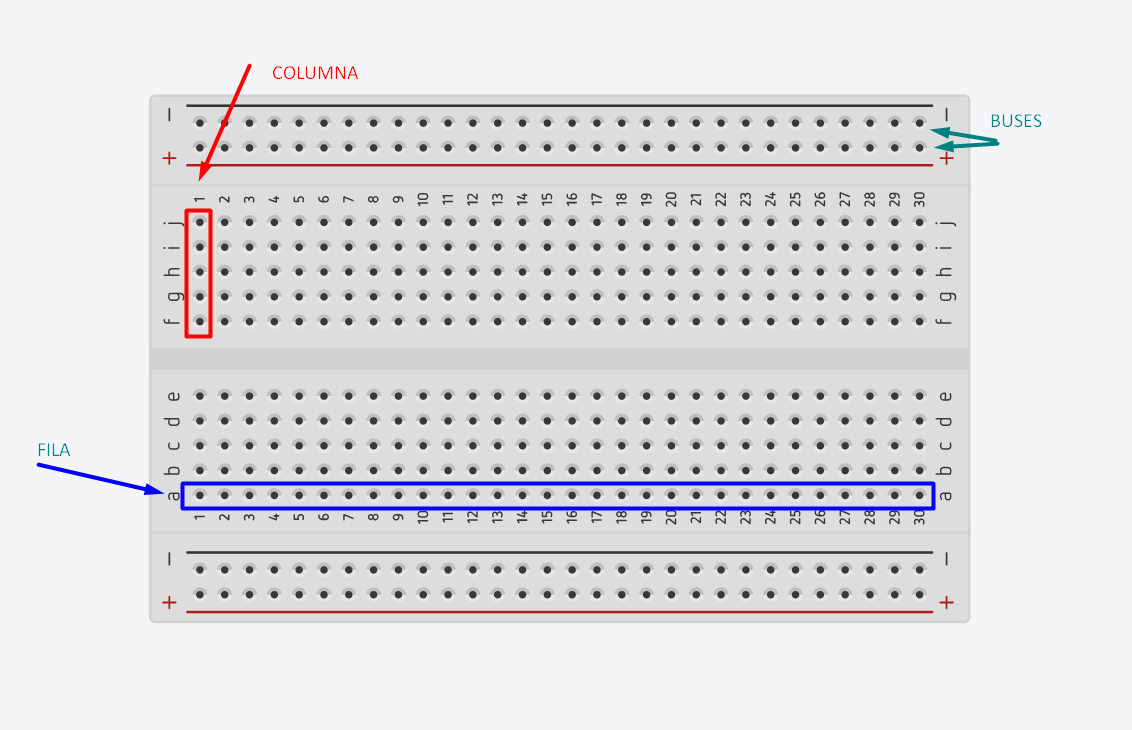 COLUMNA
BUSES
− −
+ +
1 2 3 4 5 6 7 8 9 10 11 12 13 14 15 16 17 18 19 20 21 22 23 24 25 26 27 28 29 30
j j
i i
h h
g g
f f
e e
d d
c c
FILA
b b
a a
1 2 3 4 5 6 7 8 9 10 11 12 13 14 15 16 17 18 19 20 21 22 23 24 25 26 27 28 29 30
− −
+ +